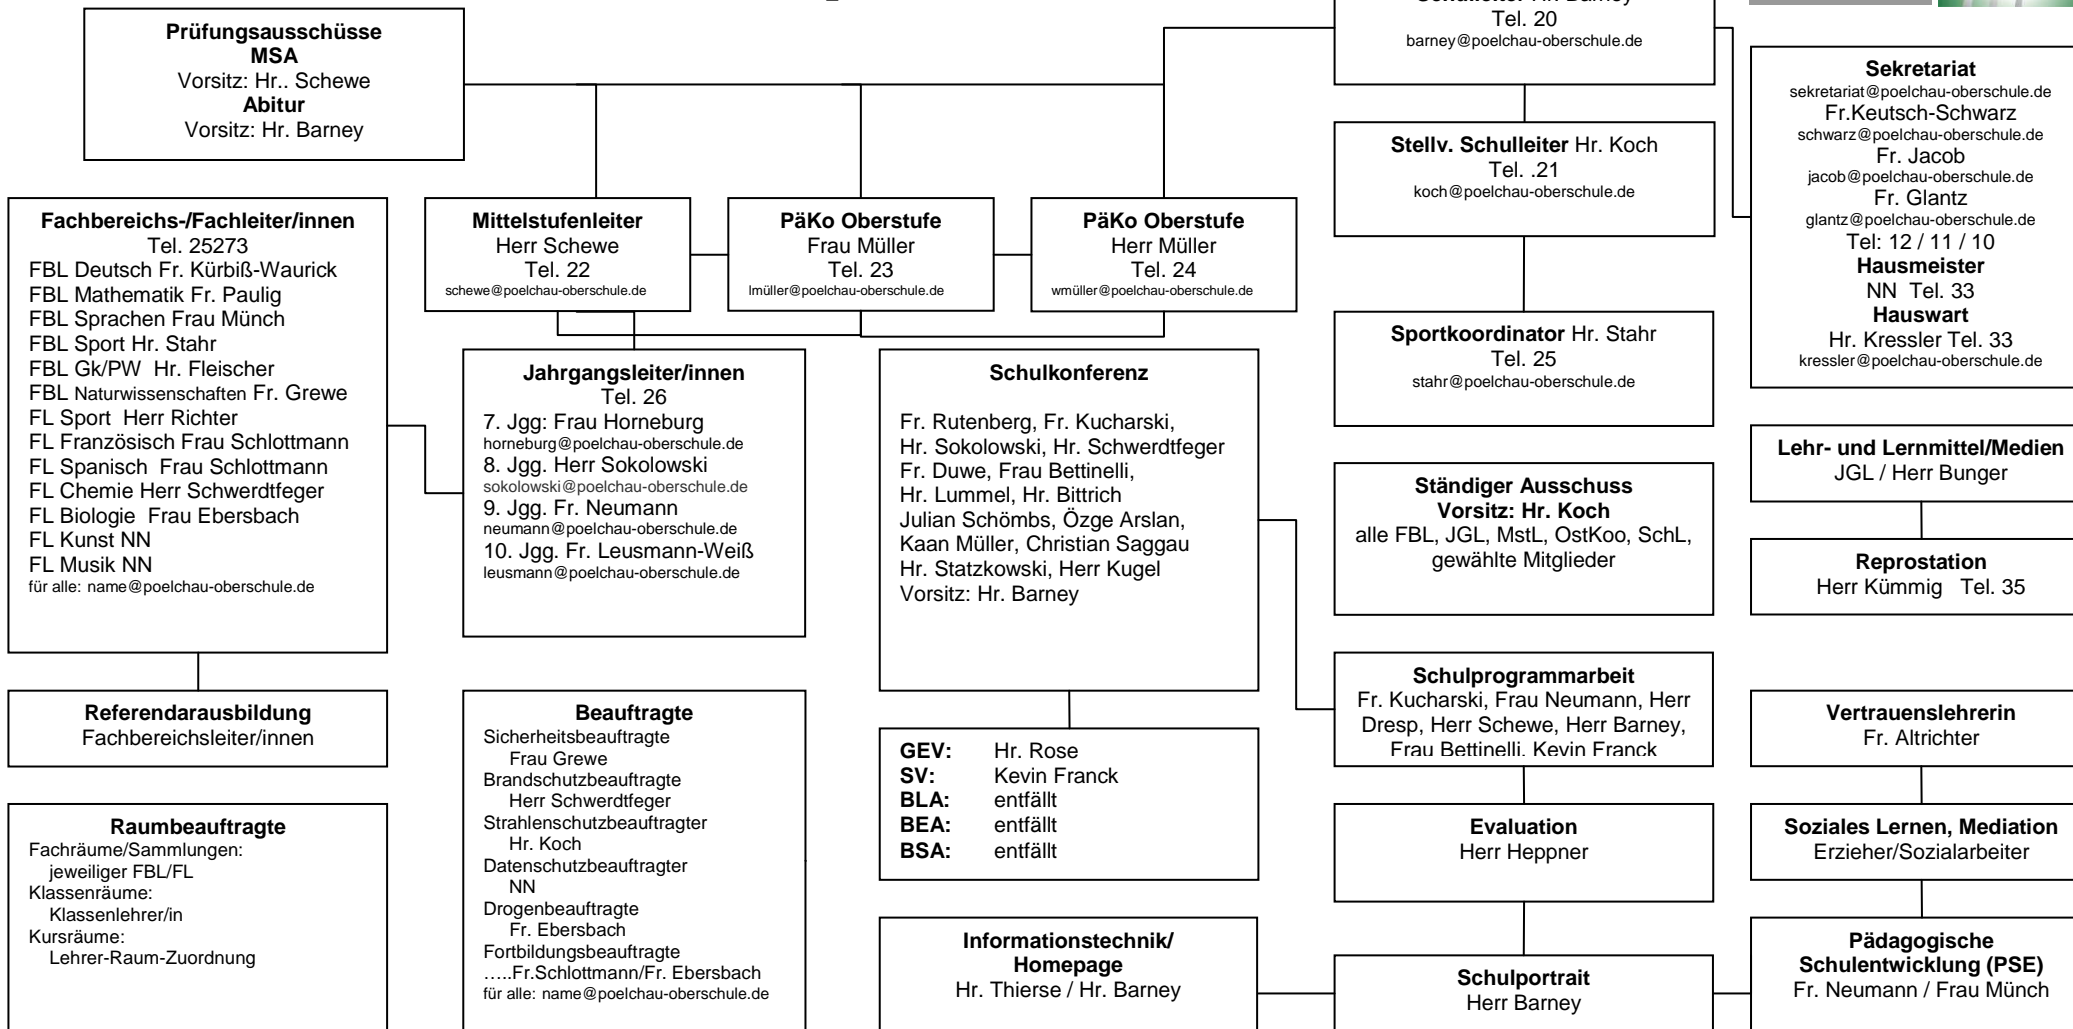 Prüfungsausschüsse
MSA
Vorsitz: Hr.. Schewe
Abitur
Vorsitz: Hr. Barney
Schulleiter Hr. Barney
Tel. 20
barney@poelchau-oberschule.de
Sekretariat
sekretariat@poelchau-oberschule.de
Fr.Keutsch-Schwarz
schwarz@poelchau-oberschule.de
Fr. Jacob
jacob@poelchau-oberschule.de
Fr. Glantz
glantz@poelchau-oberschule.de
Tel: 12 / 11 / 10
Hausmeister
NN  Tel. 33
Hauswart
Hr. Kressler Tel. 33
kressler@poelchau-oberschule.de
Stellv. Schulleiter Hr. Koch
Tel. .21
koch@poelchau-oberschule.de
Fachbereichs-/Fachleiter/innen
Tel. 25273
FBL Deutsch Fr. Kürbiß-Waurick
FBL Mathematik Fr. Paulig
FBL Sprachen Frau Münch
FBL Sport Hr. Stahr
FBL Gk/PW  Hr. Fleischer
FBL Naturwissenschaften Fr. Grewe
FL Sport  Herr Richter
FL Französisch Frau Schlottmann
FL Spanisch  Frau Schlottmann
FL Chemie Herr Schwerdtfeger
FL Biologie  Frau Ebersbach
FL Kunst NN
FL Musik NN
für alle: name@poelchau-oberschule.de
Mittelstufenleiter
Herr Schewe
Tel. 22
schewe@poelchau-oberschule.de
PäKo Oberstufe
Frau Müller
Tel. 23
lmüller@poelchau-oberschule.de
PäKo Oberstufe
Herr Müller
Tel. 24
wmüller@poelchau-oberschule.de
Sportkoordinator Hr. Stahr
Tel. 25
stahr@poelchau-oberschule.de
Jahrgangsleiter/innen
Tel. 26
7. Jgg: Frau Horneburg
horneburg@poelchau-oberschule.de
8. Jgg. Herr Sokolowski
sokolowski@poelchau-oberschule.de
9. Jgg. Fr. Neumann
neumann@poelchau-oberschule.de
10. Jgg. Fr. Leusmann-Weiß
leusmann@poelchau-oberschule.de
Schulkonferenz
Fr. Rutenberg, Fr. Kucharski,
Hr. Sokolowski, Hr. Schwerdtfeger
Fr. Duwe, Frau Bettinelli,
Hr. Lummel, Hr. Bittrich
Julian Schömbs, Özge Arslan,
Kaan Müller, Christian Saggau
Hr. Statzkowski, Herr Kugel
Vorsitz: Hr. Barney
Lehr- und Lernmittel/Medien
JGL / Herr Bunger
Ständiger Ausschuss
Vorsitz: Hr. Koch
alle FBL, JGL, MstL, OstKoo, SchL,
gewählte Mitglieder
Reprostation
Herr Kümmig   Tel. 35
Schulprogrammarbeit
Fr. Kucharski, Frau Neumann, Herr
Dresp, Herr Schewe, Herr Barney,
Frau Bettinelli, Kevin Franck
Referendarausbildung
Fachbereichsleiter/innen
Beauftragte
Sicherheitsbeauftragte
Frau Grewe
Brandschutzbeauftragte
Herr Schwerdtfeger
Strahlenschutzbeauftragter
Hr. Koch
Datenschutzbeauftragter
NN
Drogenbeauftragte
Fr. Ebersbach
Fortbildungsbeauftragte
…..Fr.Schlottmann/Fr. Ebersbach
für alle: name@poelchau-oberschule.de
GEV: Hr. Rose
SV: Kevin Franck
BLA: entfällt
BEA: entfällt
BSA: entfällt
Vertrauenslehrerin
Fr. Altrichter
Raumbeauftragte
Fachräume/Sammlungen:
jeweiliger FBL/FL
Klassenräume:
Klassenlehrer/in
Kursräume:
Lehrer-Raum-Zuordnung
Evaluation
Herr Heppner
Soziales Lernen, Mediation
Erzieher/Sozialarbeiter
Informationstechnik/
Homepage
Hr. Thierse / Hr. Barney
Schulportrait
Herr Barney
Pädagogische
Schulentwicklung (PSE)
Fr. Neumann / Frau Münch